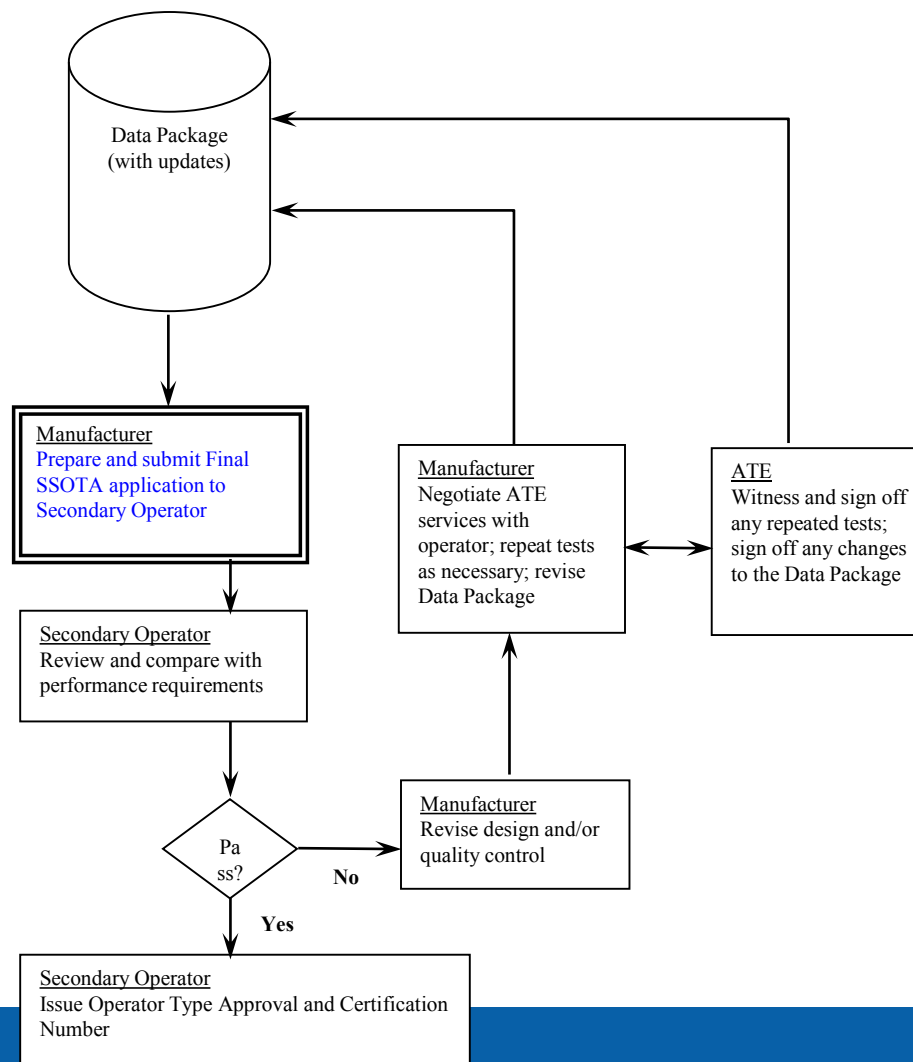 Data Package
(with updates)
Manufacturer
Prepare and submit Final
SSOTA application to
Secondary Operator
Manufacturer
Negotiate ATE
services with
operator; repeat tests
as necessary; revise
Data Package
ATE
Witness and sign off
any repeated tests;
sign off any changes
to the Data Package
Secondary Operator
Review and compare with
performance requirements
Pa
ss?
No
Manufacturer
Revise design and/or
quality control
Yes
Secondary Operator
Issue Operator Type Approval and Certification
Number